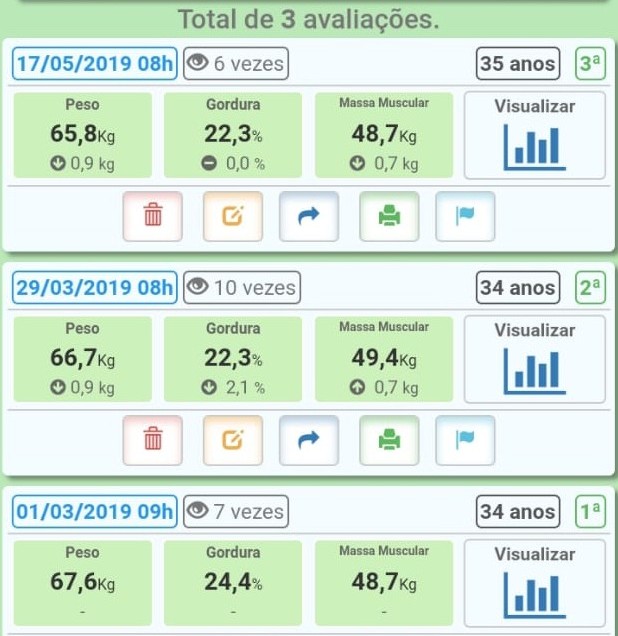 Total de 3 avaliações.
17/05/2019 08h 6 vezes 35 anos 3ª
Peso Gordura Massa Muscular Visualizar
65,8Kg 22,3% 48,7Kg
0,9 kg 0,0 % 0,7 kg
29/03/2019 08h 10 vezes 34 anos 2ª
Peso Gordura Massa Muscular Visualizar
66,7Kg 22,3% 49,4Kg
0,9 kg 2,1 % 0,7 kg
01/03/2019 09h 7 vezes 34 anos 1ª
Peso Gordura Massa Muscular Visualizar
67,6Kg 24,4% 48,7Kg
- - -